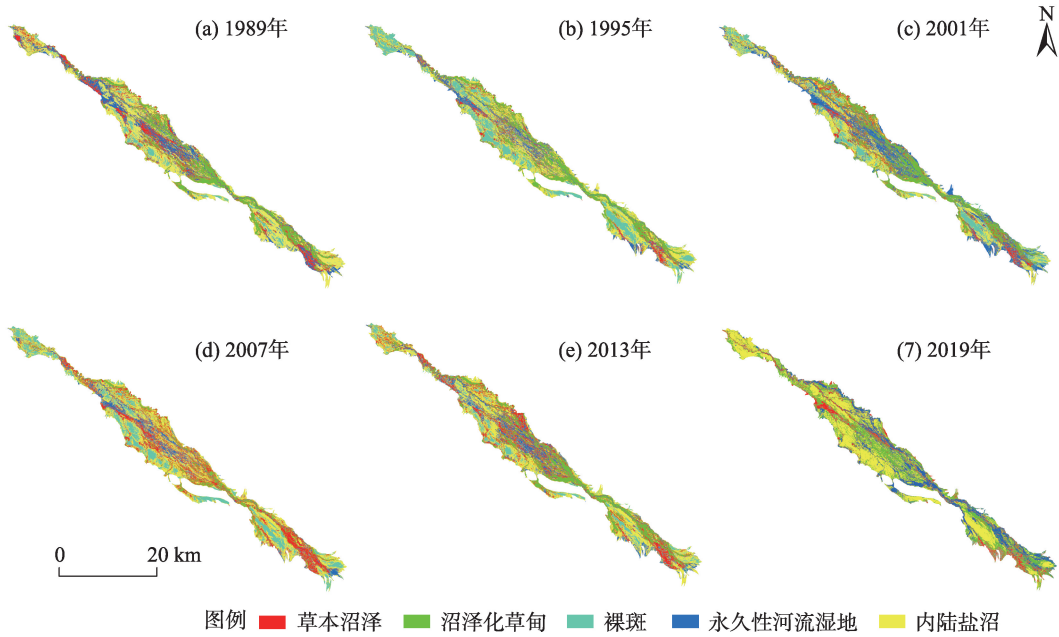 N
(a) 1989年
(b) 1995年
(c) 2001年
(d) 2007年
(e) 2013年
(7) 2019年
0 20 km
图例 草本沼泽 沼泽化草甸 裸斑 永久性河流湿地 内陆盐沼